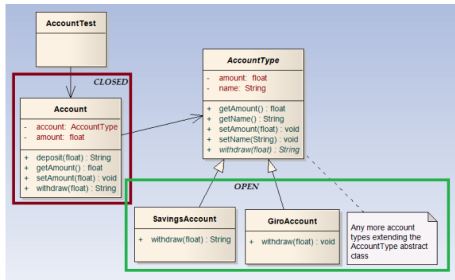 AccountTest
CLOSED
Account
- account: AccountType
- amount: float
+ deposit(float) : String
+ getAmount() : float
+ setAmount(float) : void
+ withdraw(float) : String
AccountType
- amount: float
- name: String
+ getAmount() : float
+ getName() : String
+ setAmount(float) : void
+ setName(String) : void
+ withdraw(float) : String
OPEN
SavingsAccount
+ withdraw(float) : String
GiroAccount
+ withdraw(float) : void
Any more account
types extending the
AccountType abstract
class